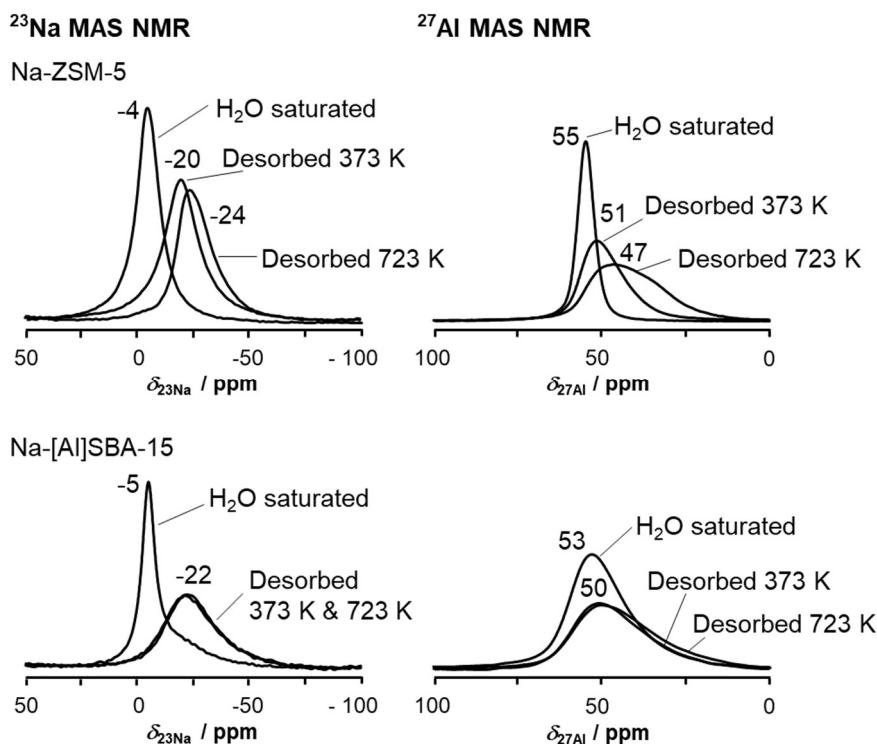 ²³Na MAS NMR
²⁷Al MAS NMR
Na-ZSM-5
-4
H₂O saturated
-20
Desorbed 373 K
-24
Desorbed 723 K
50
0
-50
- 100
δ₂₃Na / ppm
55
H₂O saturated
51
Desorbed 373 K
47
Desorbed 723 K
100
50
0
δ₂₇Al / ppm
Na-[Al]SBA-15
-5
H₂O saturated
-22
Desorbed
373 K & 723 K
50
0
-50
- 100
δ₂₃Na / ppm
53
H₂O saturated
50
Desorbed 373 K
Desorbed 723 K
100
50
0
δ₂₇Al / ppm